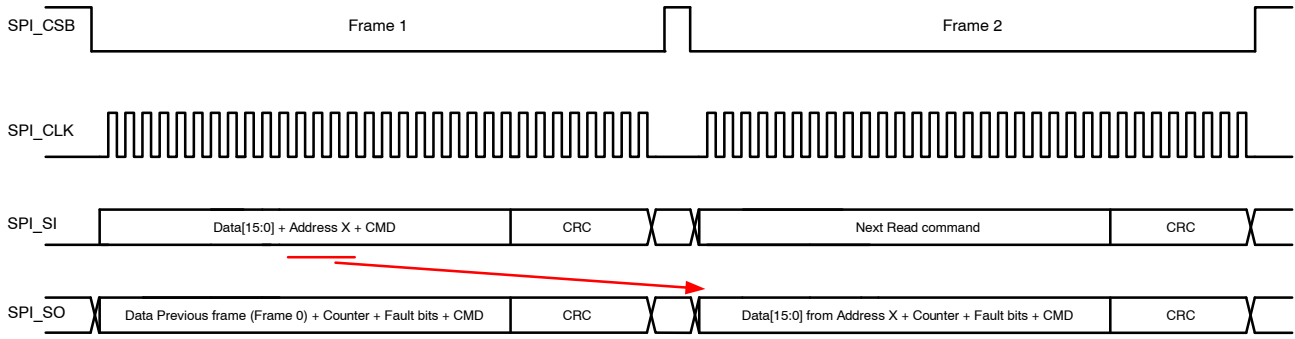 SPI_CSB
Frame 1
Frame 2
SPI_CLK
SPI_SI
Data[15:0] + Address X + CMD
CRC
Next Read command
CRC
SPI_SO
Data Previous frame (Frame 0) + Counter + Fault bits + CMD
CRC
Data[15:0] from Address X + Counter + Fault bits + CMD
CRC